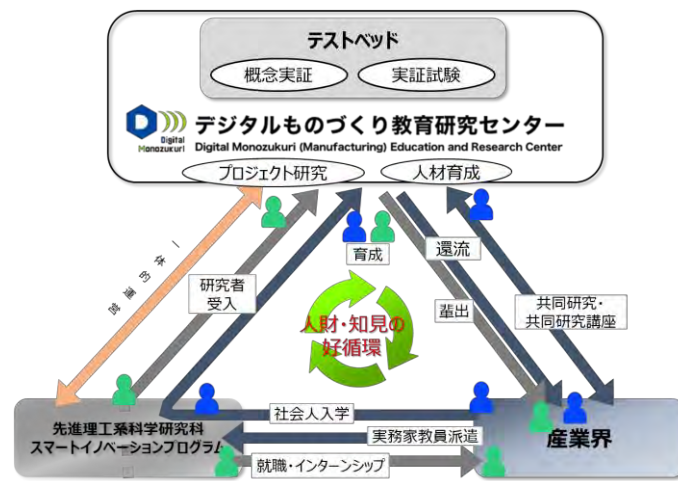 テストベッド
概念実証
実証試験
Digital
Monozukuri
デジタルものづくり教育研究センター
Digital Monozukuri (Manufacturing) Education and Research Center
プロジェクト研究
人材育成
一体的運営
研究者
受入
育成
還流
輩出
共同研究・
共同研究講座
人財・知見の
好循環
社会人入学
実務家教員派遣
就職・インターンシップ
先進理工系科学研究科
スマートイノベーションプログラム
産業界